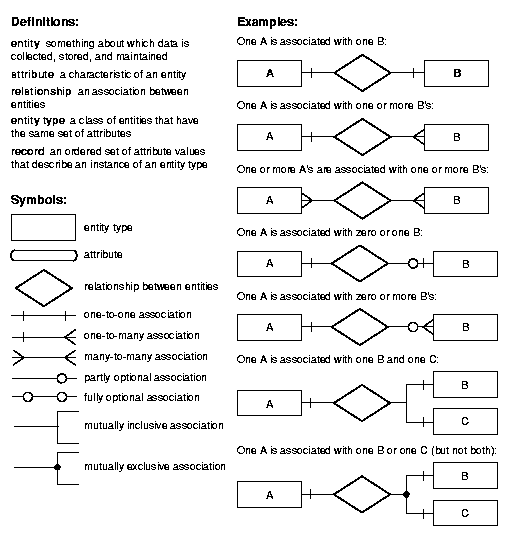 Definitions:
entity something about which data is
collected, stored, and maintained
attribute a characteristic of an entity
relationship an association between
entities
entity type a class of entities that have
the same set of attributes
record an ordered set of attribute values
that describe an instance of an entity type
Symbols:
entity type
attribute
relationship between entities
one-to-one association
one-to-many association
many-to-many association
partly optional association
fully optional association
mutually inclusive association
mutually exclusive association
Examples:
One A is associated with one B:
A
B
One A is associated with one or more B's:
A
B
One or more A's are associated with one or more B's:
A
B
One A is associated with zero or one B:
A
B
One A is associated with zero or more B's:
A
B
One A is associated with one B and one C:
A
B
C
One A is associated with one B or one C (but not both):
A
B
C